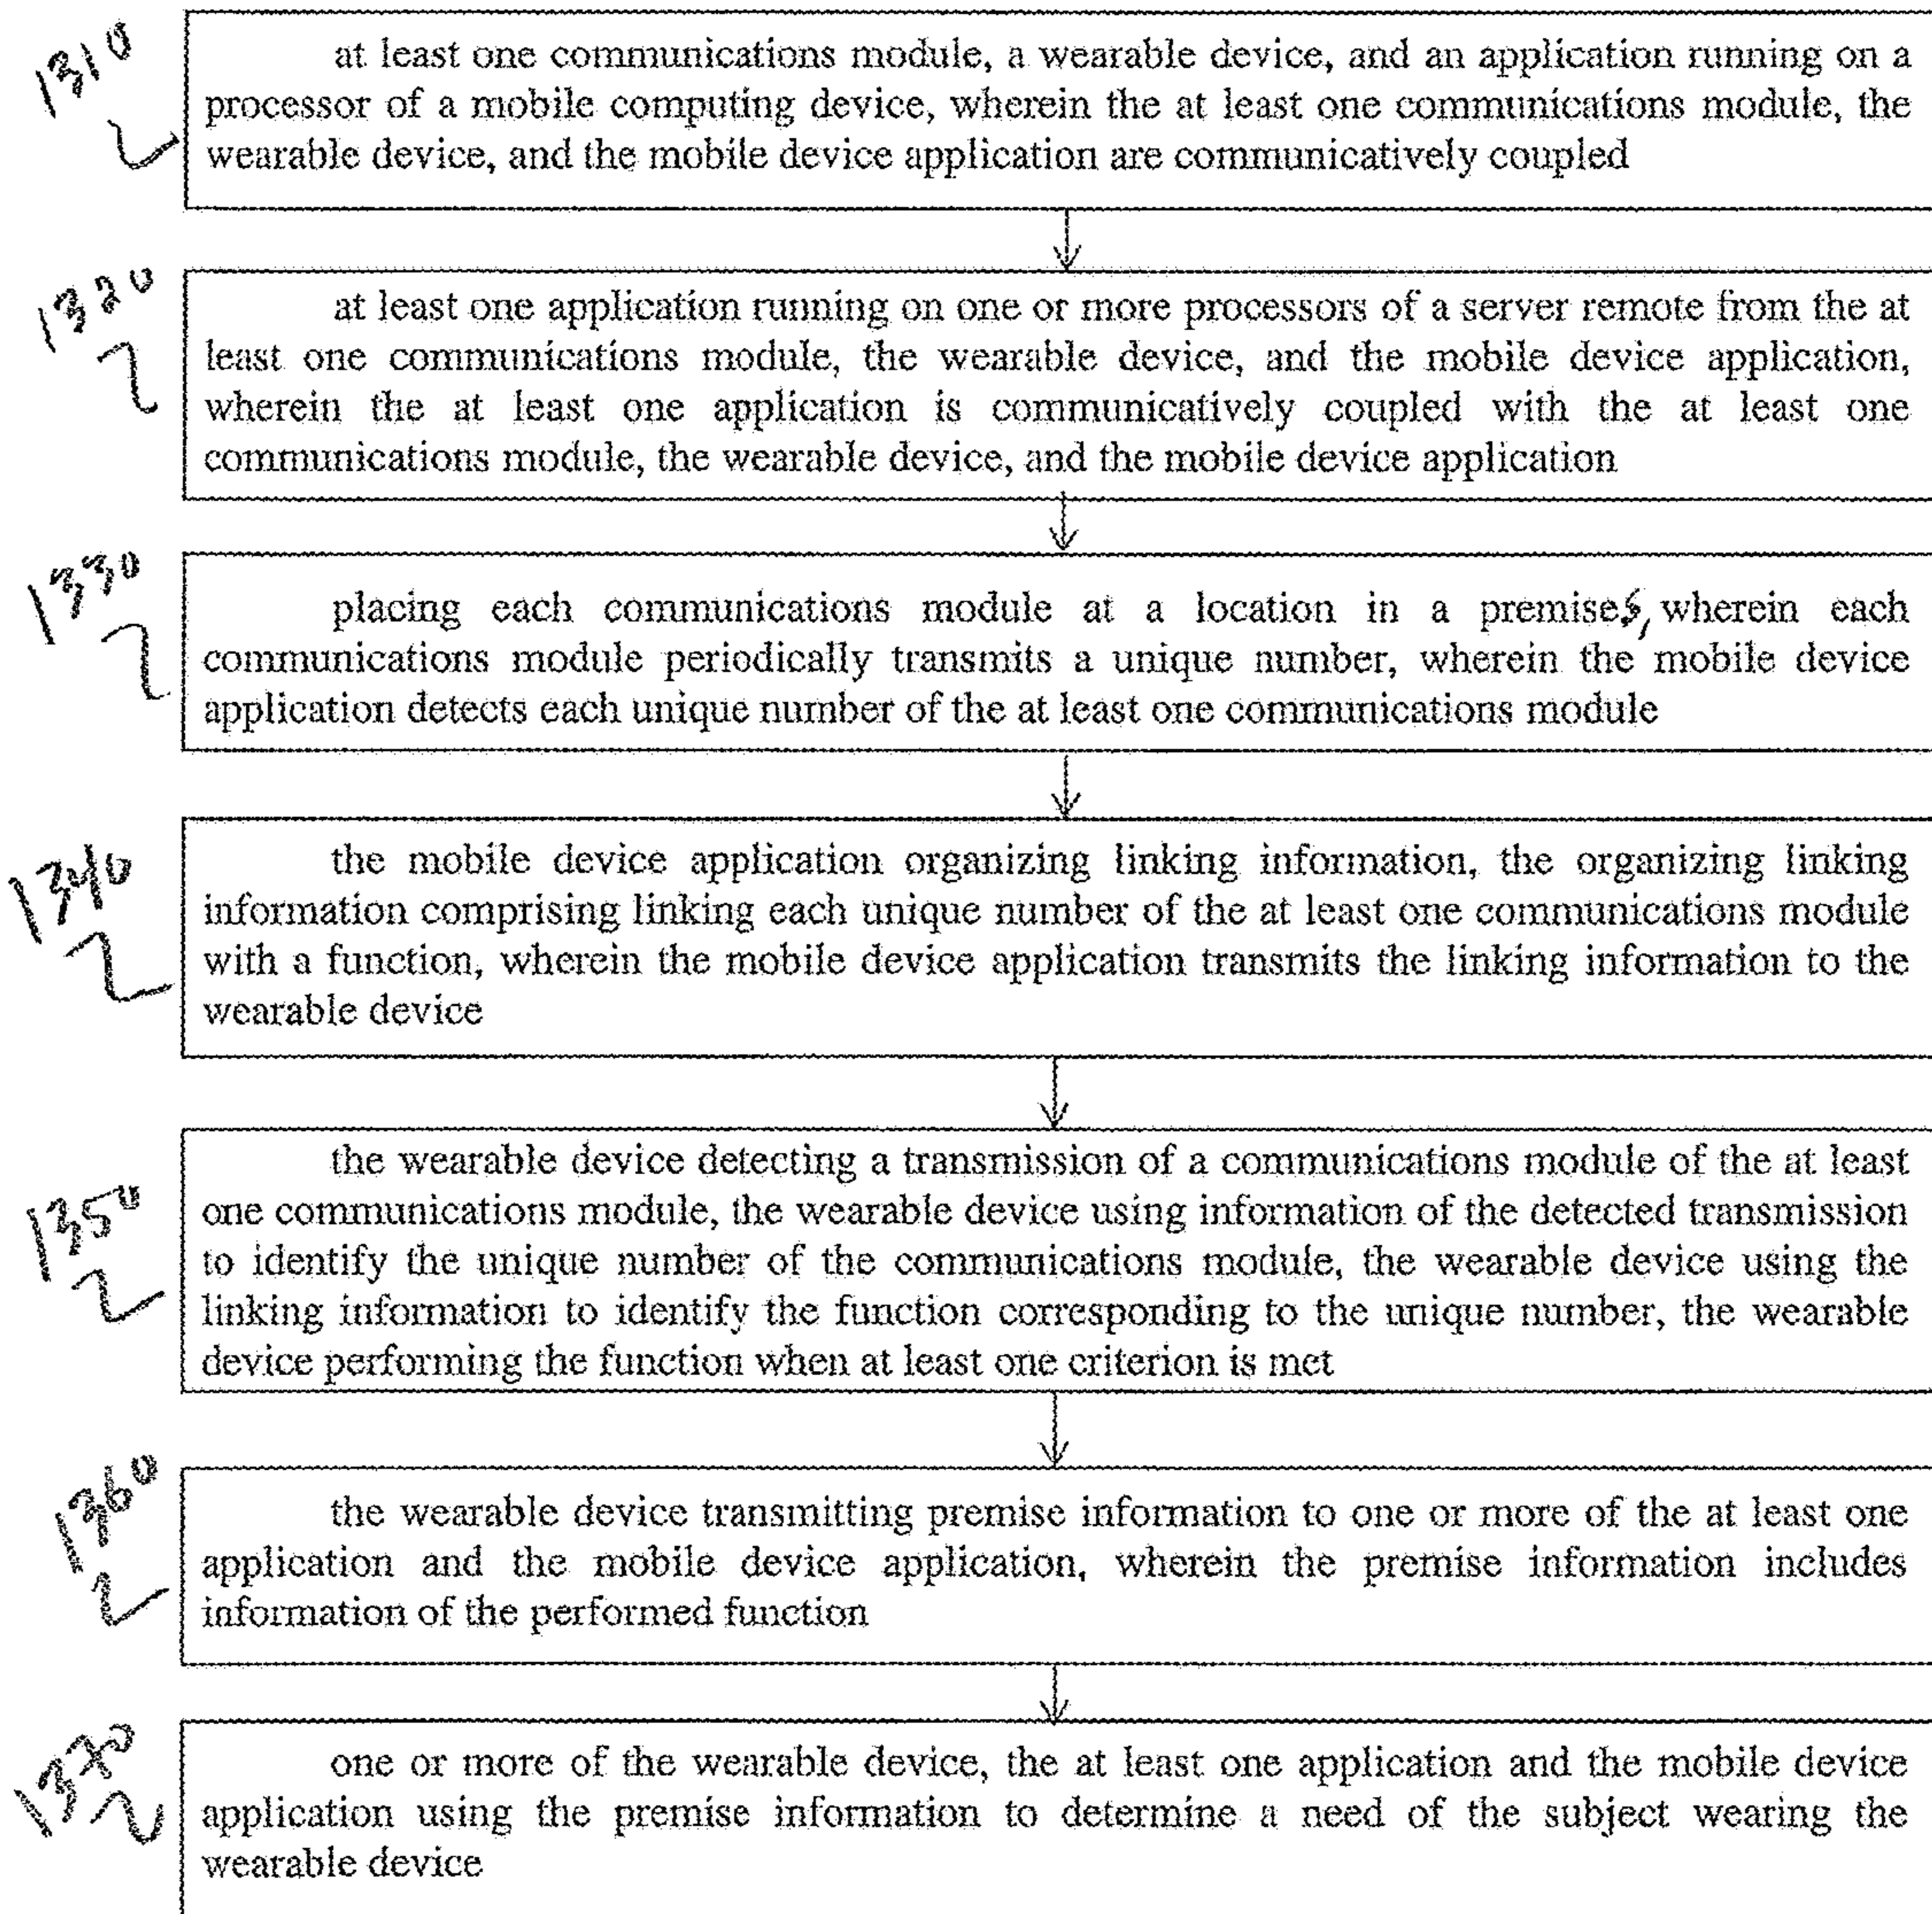 1310
at least one communications module, a wearable device, and an application running on a
processor of a mobile computing device, wherein the at least one communications module, the
wearable device, and the mobile device application are communicatively coupled
1320
at least one application running on one or more processors of a server remote from the at
least one communications module, the wearable device, and the mobile device application,
wherein the at least one application is communicatively coupled with the at least one
communications module, the wearable device, and the mobile device application
1330
placing each communications module at a location in a premises, wherein each
communications module periodically transmits a unique number, wherein the mobile device
application detects each unique number of the at least one communications module
1340
the mobile device application organizing linking information, the organizing linking
information comprising linking each unique number of the at least one communications module
with a function, wherein the mobile device application transmits the linking information to the
wearable device
1350
the wearable device detecting a transmission of a communications module of the at least
one communications module, the wearable device using information of the detected transmission
to identify the unique number of the communications module, the wearable device using the
linking information to identify the function corresponding to the unique number, the wearable
device performing the function when at least one criterion is met
1360
the wearable device transmitting premise information to one or more of the at least one
application and the mobile device application, wherein the premise information includes
information of the performed function
1370
one or more of the wearable device, the at least one application and the mobile device
application using the premise information to determine a need of the subject wearing the
wearable device